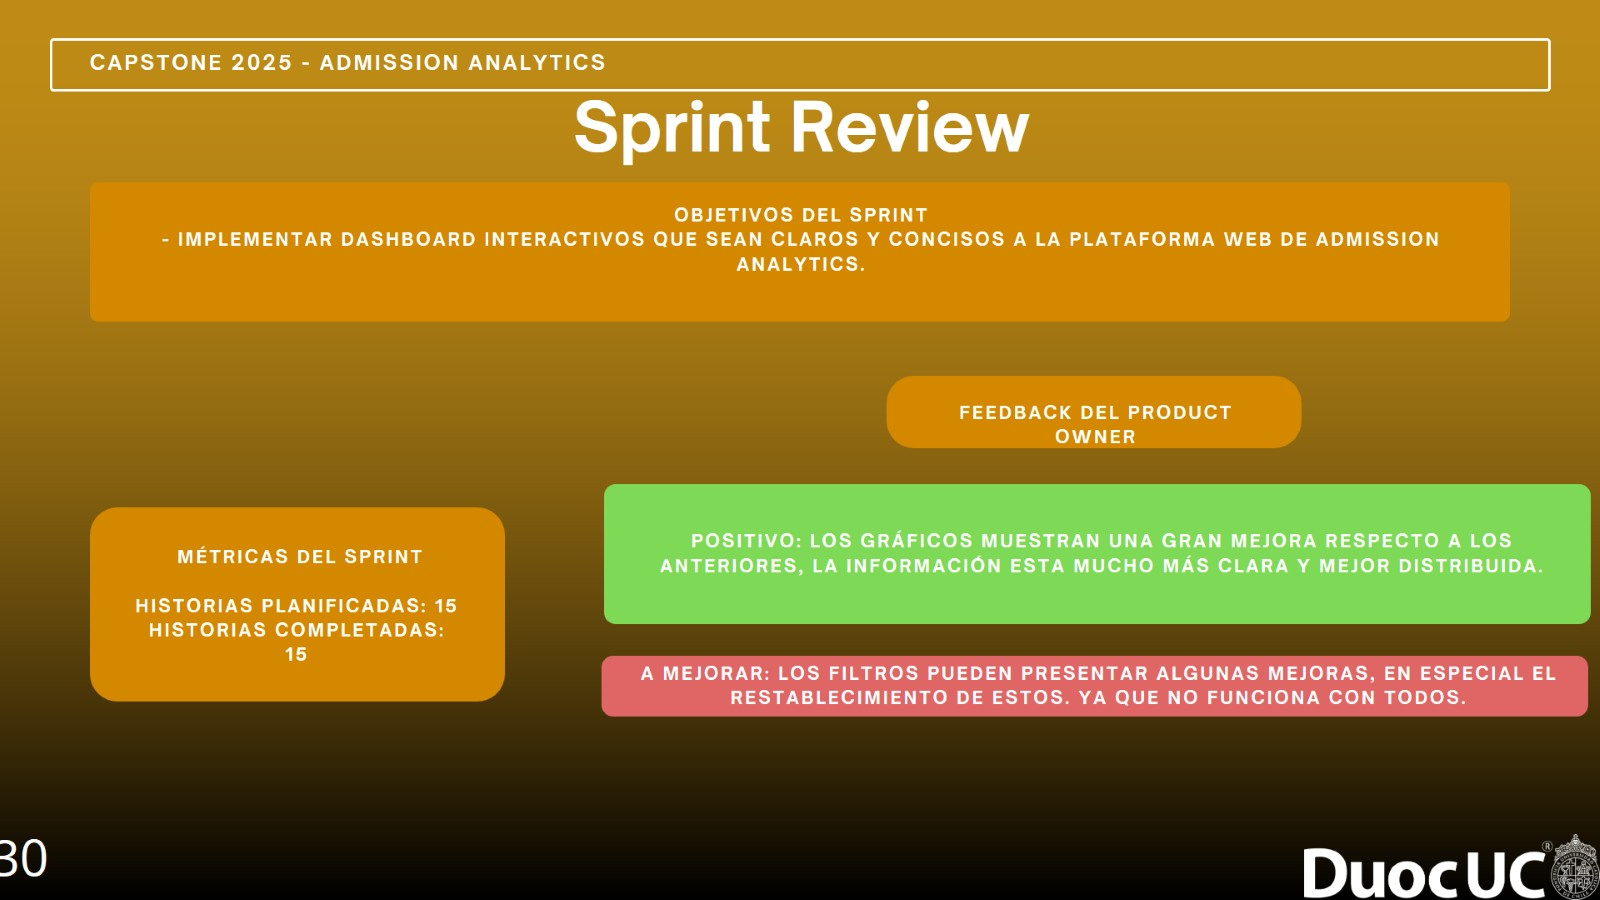 CAPSTONE 2025 - ADMISSION ANALYTICS
Sprint Review
OBJETIVOS DEL SPRINT
- IMPLEMENTAR DASHBOARD INTERACTIVOS QUE SEAN CLAROS Y CONCISOS A LA PLATAFORMA WEB DE ADMISSION
ANALYTICS.
FEEDBACK DEL PRODUCT
OWNER
MÉTRICAS DEL SPRINT
HISTORIAS PLANIFICADAS: 15
HISTORIAS COMPLETADAS:
15
POSITIVO: LOS GRÁFICOS MUESTRAN UNA GRAN MEJORA RESPECTO A LOS
ANTERIORES, LA INFORMACIÓN ESTA MUCHO MÁS CLARA Y MEJOR DISTRIBUIDA.
A MEJORAR: LOS FILTROS PUEDEN PRESENTAR ALGUNAS MEJORAS, EN ESPECIAL EL
RESTABLECIMIENTO DE ESTOS. YA QUE NO FUNCIONA CON TODOS.
30
DuocUC®